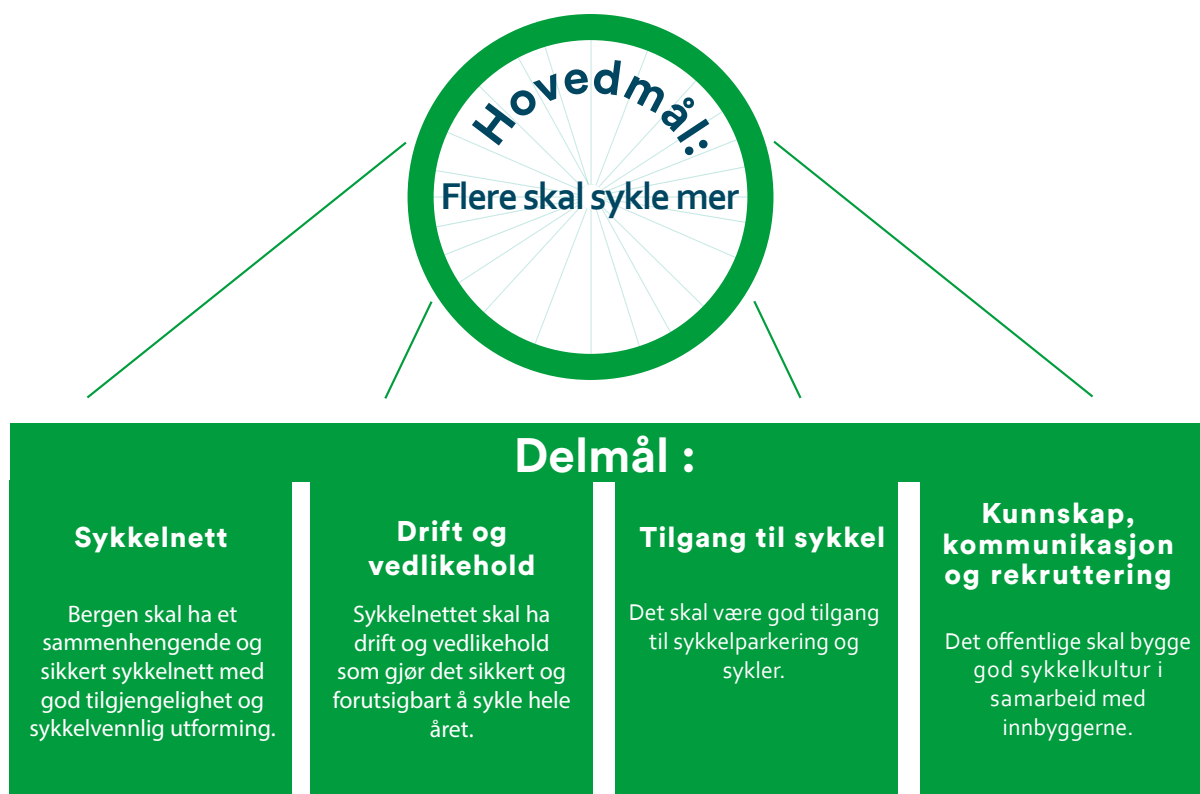 Hovedmål:
Flere skal sykle mer
Delmål :
Sykkelnett
Bergen skal ha et
sammenhengende og
sikkert sykkelnett med
god tilgjengelighet og
sykkelvennlig utforming.
Drift og
vedlikehold
Sykkelnettet skal ha
drift og vedlikehold
som gjør det sikkert og
forutsigbart å sykle hele
året.
Tilgang til sykkel
Det skal være god tilgang
til sykkelparkering og
sykler.
Kunnskap,
kommunikasjon
og rekruttering
Det offentlige skal bygge
god sykkelkultur i
samarbeid med
innbyggerne.